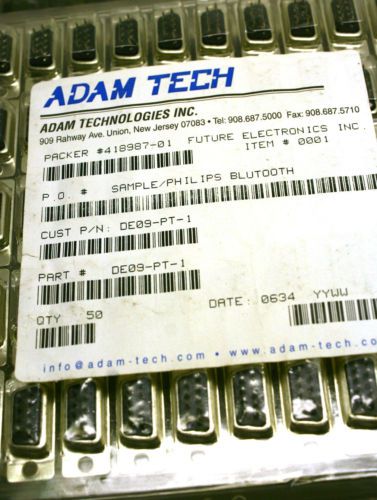 ADAM TECH
ADAM TECHNOLOGIES INC.
909 Rahway Ave. Union, New Jersey 07083 • Tel: 908.687.5000 Fax: 908.687.5710
PACKER #418987-01 FUTURE ELECTRONICS INC.
ITEM # 0001
P.O. # SAMPLE/PHILIPS BLUTOOTH
CUST P/N: DE09-PT-1
PART # DE09-PT-1
QTY 50 DATE: 0634 YYWW
info@adam-tech.com • www.adam-tech.com